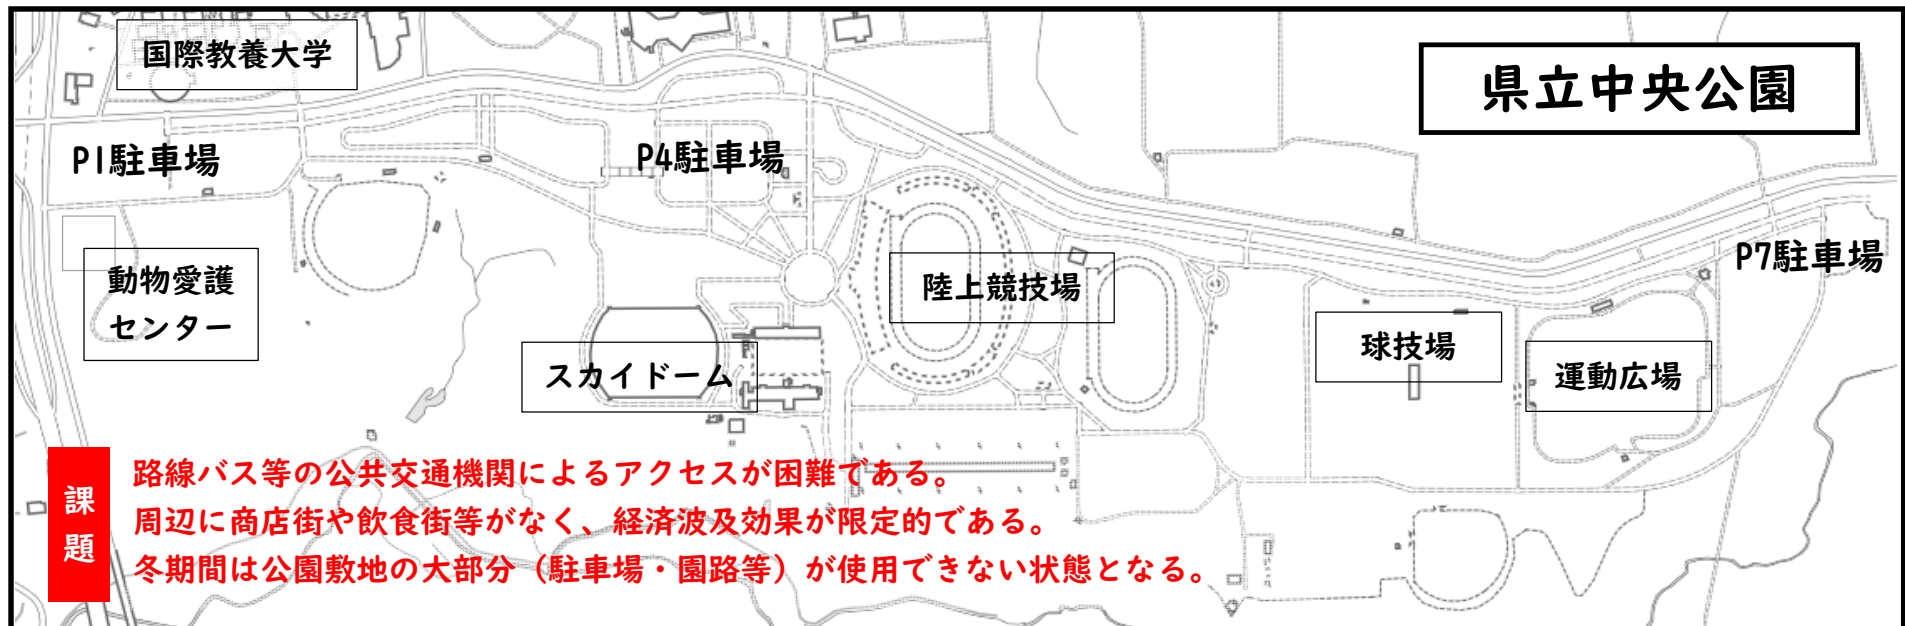 国際教養大学
県立中央公園
P1駐車場
P4駐車場
P7駐車場
動物愛護
センター
陸上競技場
スカイドーム
球技場
運動広場
課題
路線バス等の公共交通機関によるアクセスが困難である。
周辺に商店街や飲食街等がなく、経済波及効果が限定的である。
冬期間は公園敷地の大部分（駐車場・園路等）が使用できない状態となる。